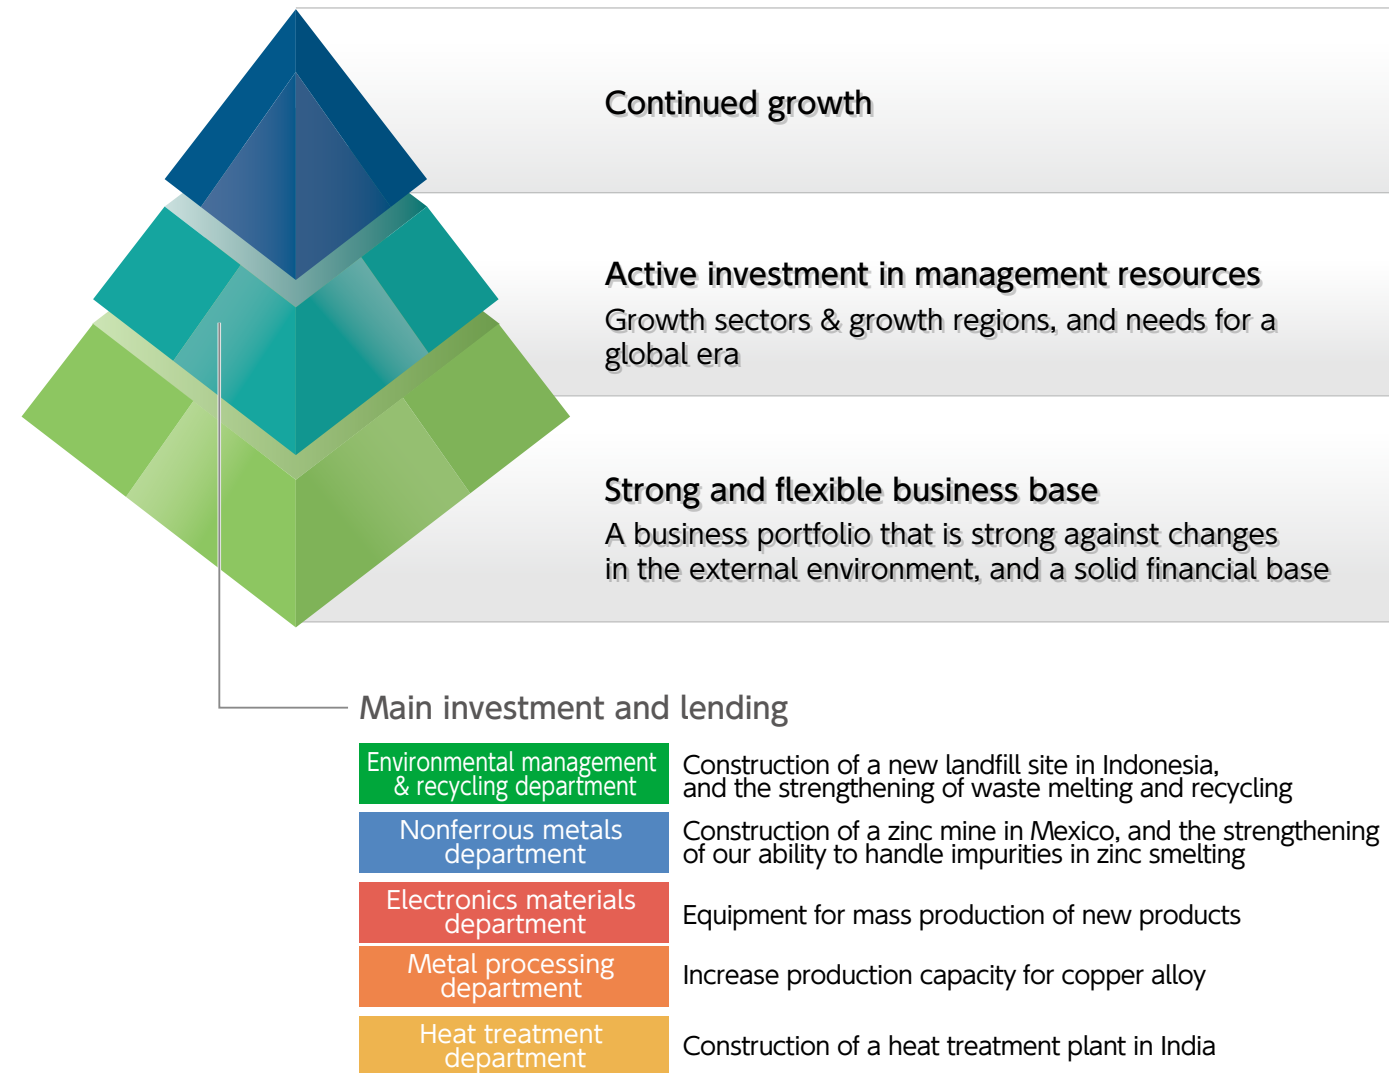 Continued growth
Active investment in management resources
Growth sectors & growth regions, and needs for a
global era
Strong and flexible business base
A business portfolio that is strong against changes
in the external environment, and a solid financial base
Main investment and lending
Environmental management
& recycling department
Construction of a new landfill site in Indonesia,
and the strengthening of waste melting and recycling
Nonferrous metals
department
Construction of a zinc mine in Mexico, and the strengthening
of our ability to handle impurities in zinc smelting
Electronics materials
department
Equipment for mass production of new products
Metal processing
department
Increase production capacity for copper alloy
Heat treatment
department
Construction of a heat treatment plant in India